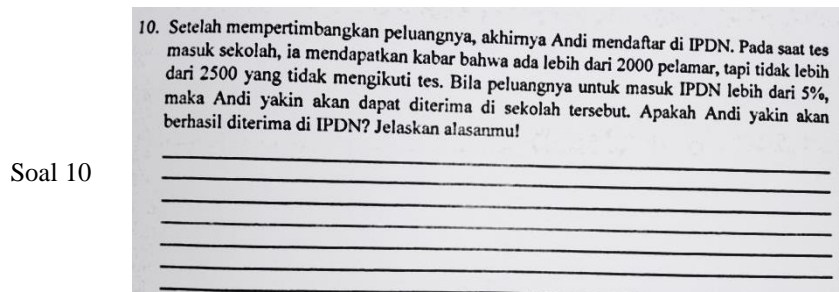 10. Setelah mempertimbangkan peluangnya, akhirnya Andi mendaftar di IPDN. Pada saat tes
masuk sekolah, ia mendapatkan kabar bahwa ada lebih dari 2000 pelamar, tapi tidak lebih
dari 2500 yang tidak mengikuti tes. Bila peluangnya untuk masuk IPDN lebih dari 5%,
maka Andi yakin akan dapat diterima di sekolah tersebut. Apakah Andi yakin akan
berhasil diterima di IPDN? Jelaskan alasanmu!
Soal 10